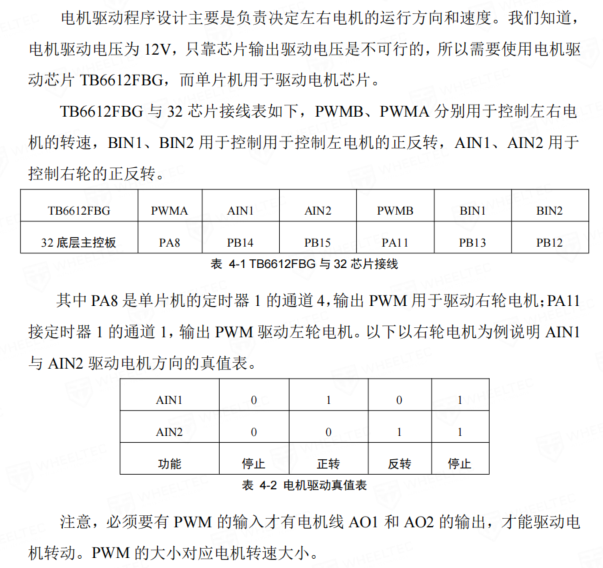 电机驱动程序设计主要是负责决定左右电机的运行方向和速度。我们知道，
电机驱动电压为 12V，只靠芯片输出驱动电压是不可行的，所以需要使用电机驱
动芯片 TB6612FBG，而单片机用于驱动电机芯片。
TB6612FBG 与 32 芯片接线表如下，PWMB、PWMA 分别用于控制左右电
机的转速，BIN1、BIN2 用于控制用于控制左电机的正反转，AIN1、AIN2 用于
控制右轮的正反转。
TB6612FBG PWMA AIN1 AIN2 PWMB BIN1 BIN2
32 底层主控板 PA8 PB14 PB15 PA11 PB13 PB12
表 4-1 TB6612FBG 与 32 芯片接线
其中 PA8 是单片机的定时器 1 的通道 4，输出 PWM 用于驱动右轮电机；PA11
接定时器 1 的通道 1，输出 PWM 驱动左轮电机。以下以右轮电机为例说明 AIN1
与 AIN2 驱动电机方向的真值表。
AIN1 0 1 0 1
AIN2 0 0 1 1
功能 停止 正转 反转 停止
表 4-2 电机驱动真值表
注意，必须要有 PWM 的输入才有电机线 AO1 和 AO2 的输出，才能驱动电
机转动。PWM 的大小对应电机转速大小。